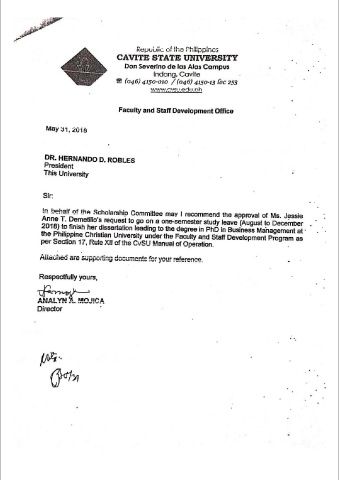 Republic of the Philippines
CAVITE STATE UNIVERSITY
Don Severino de las Alas Campus
Indang, Cavite
☎ (046) 4150-010 / (046) 4150-013 loc 253
www.cvsu.edu.ph
Faculty and Staff Development Office
May 31, 2018
DR. HERNANDO D. ROBLES
President
This University
Sir:
In behalf of the Scholarship Committee may I recommend the approval of Ms. Jessie
Anne T. Demetillo's request to go on a one-semester study leave (August to December
2018) to finish her dissertation leading to the degree in PhD in Business Management at
the Philippine Christian University under the Faculty and Staff Development Program as
per Section 17, Rule XII of the CvSU Manual of Operation.
Attached are supporting documents for your reference.
Respectfully yours,
ANALYN A. MOJICA
Director